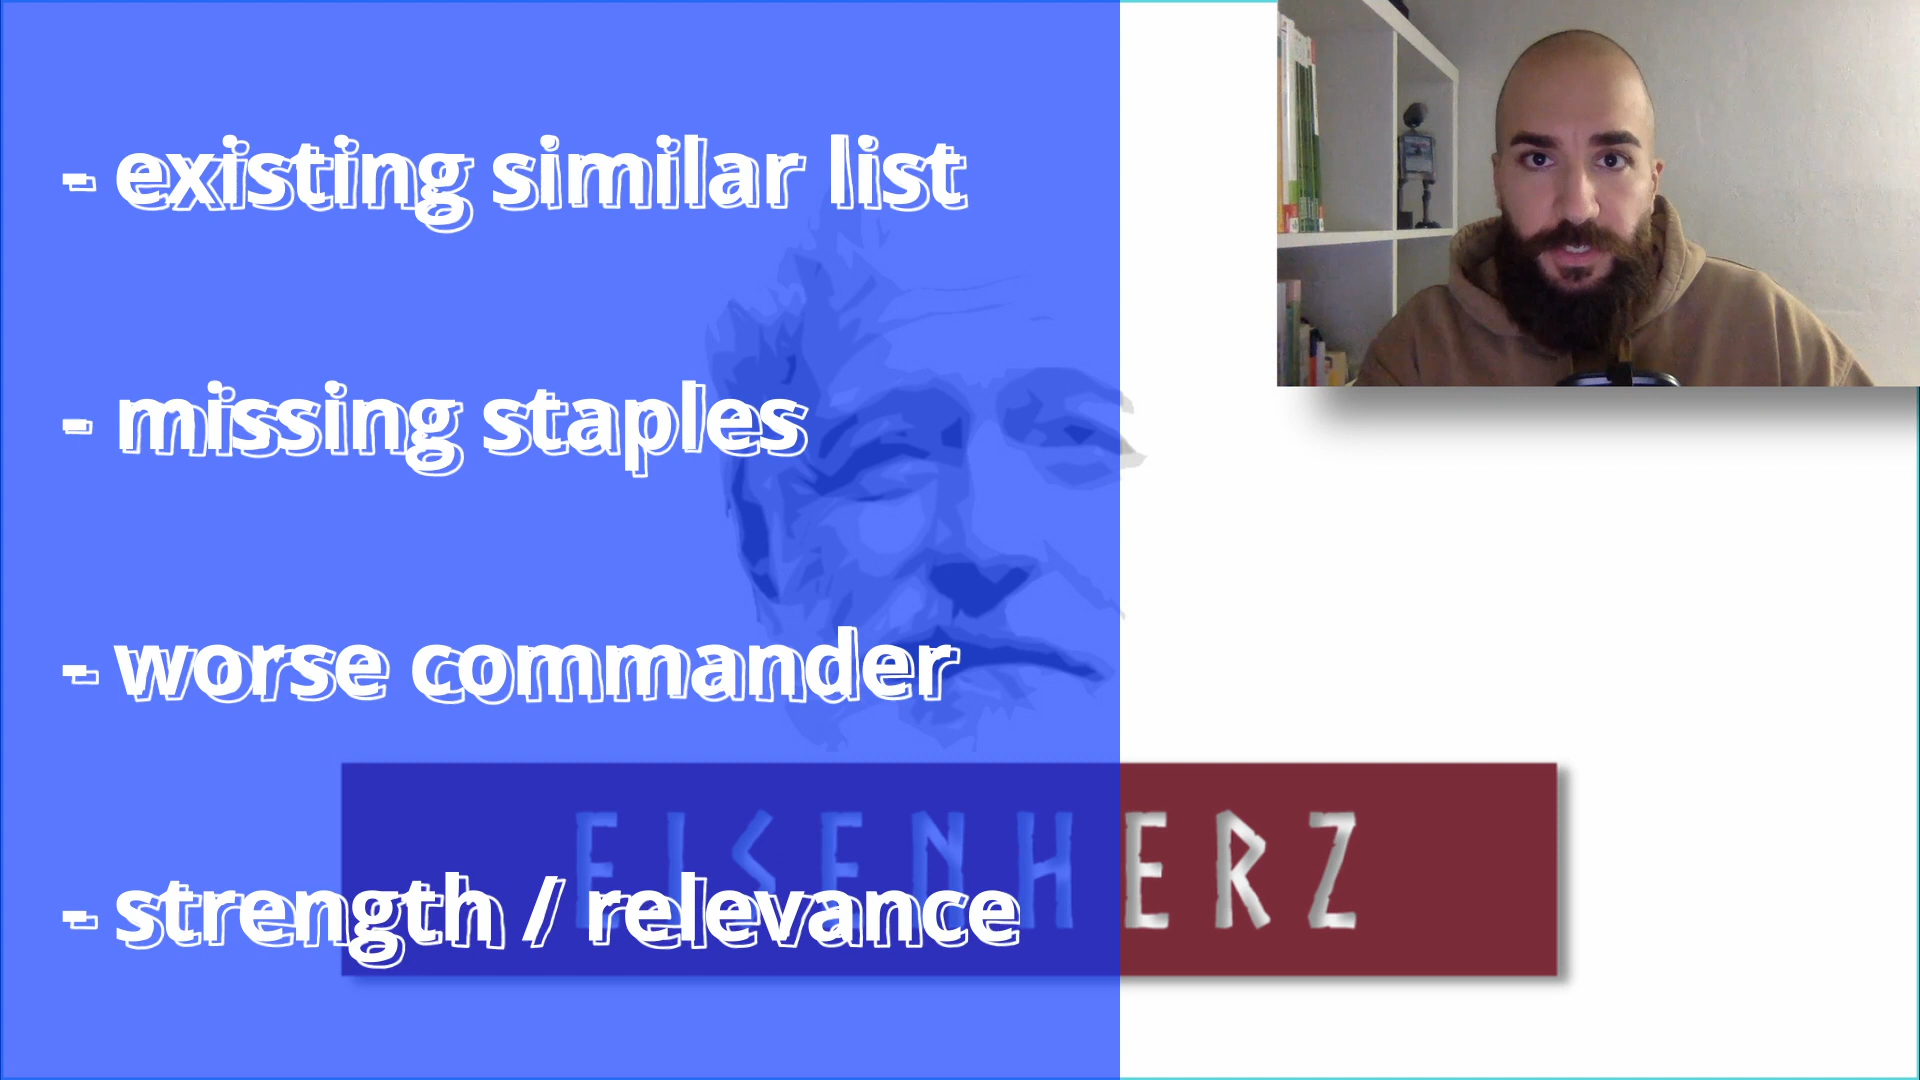 - existing similar list
- missing staples
- worse commander
- strength / relevance
EISENHERZ